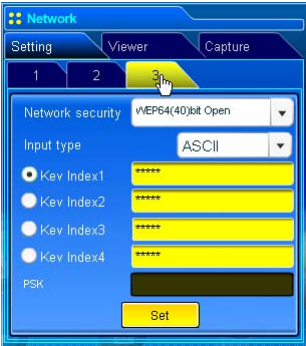 Network
Setting Viewer Capture
1 2 3
Network security WEP64(40)bit Open
Input type ASCII
Key Index1 *****
Key Index2 *****
Key Index3 *****
Key Index4 *****
PSK
Set